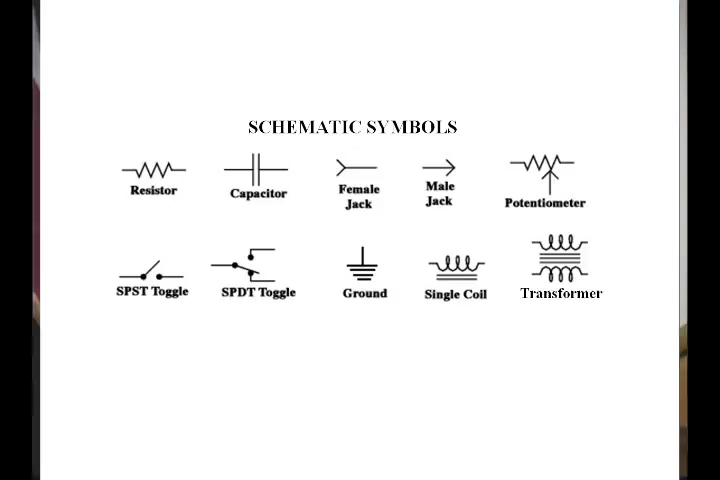 SCHEMATIC SYMBOLS
Resistor
Capacitor
Female
Jack
Male
Jack
Potentiometer
SPST Toggle
SPDT Toggle
Ground
Single Coil
Transformer